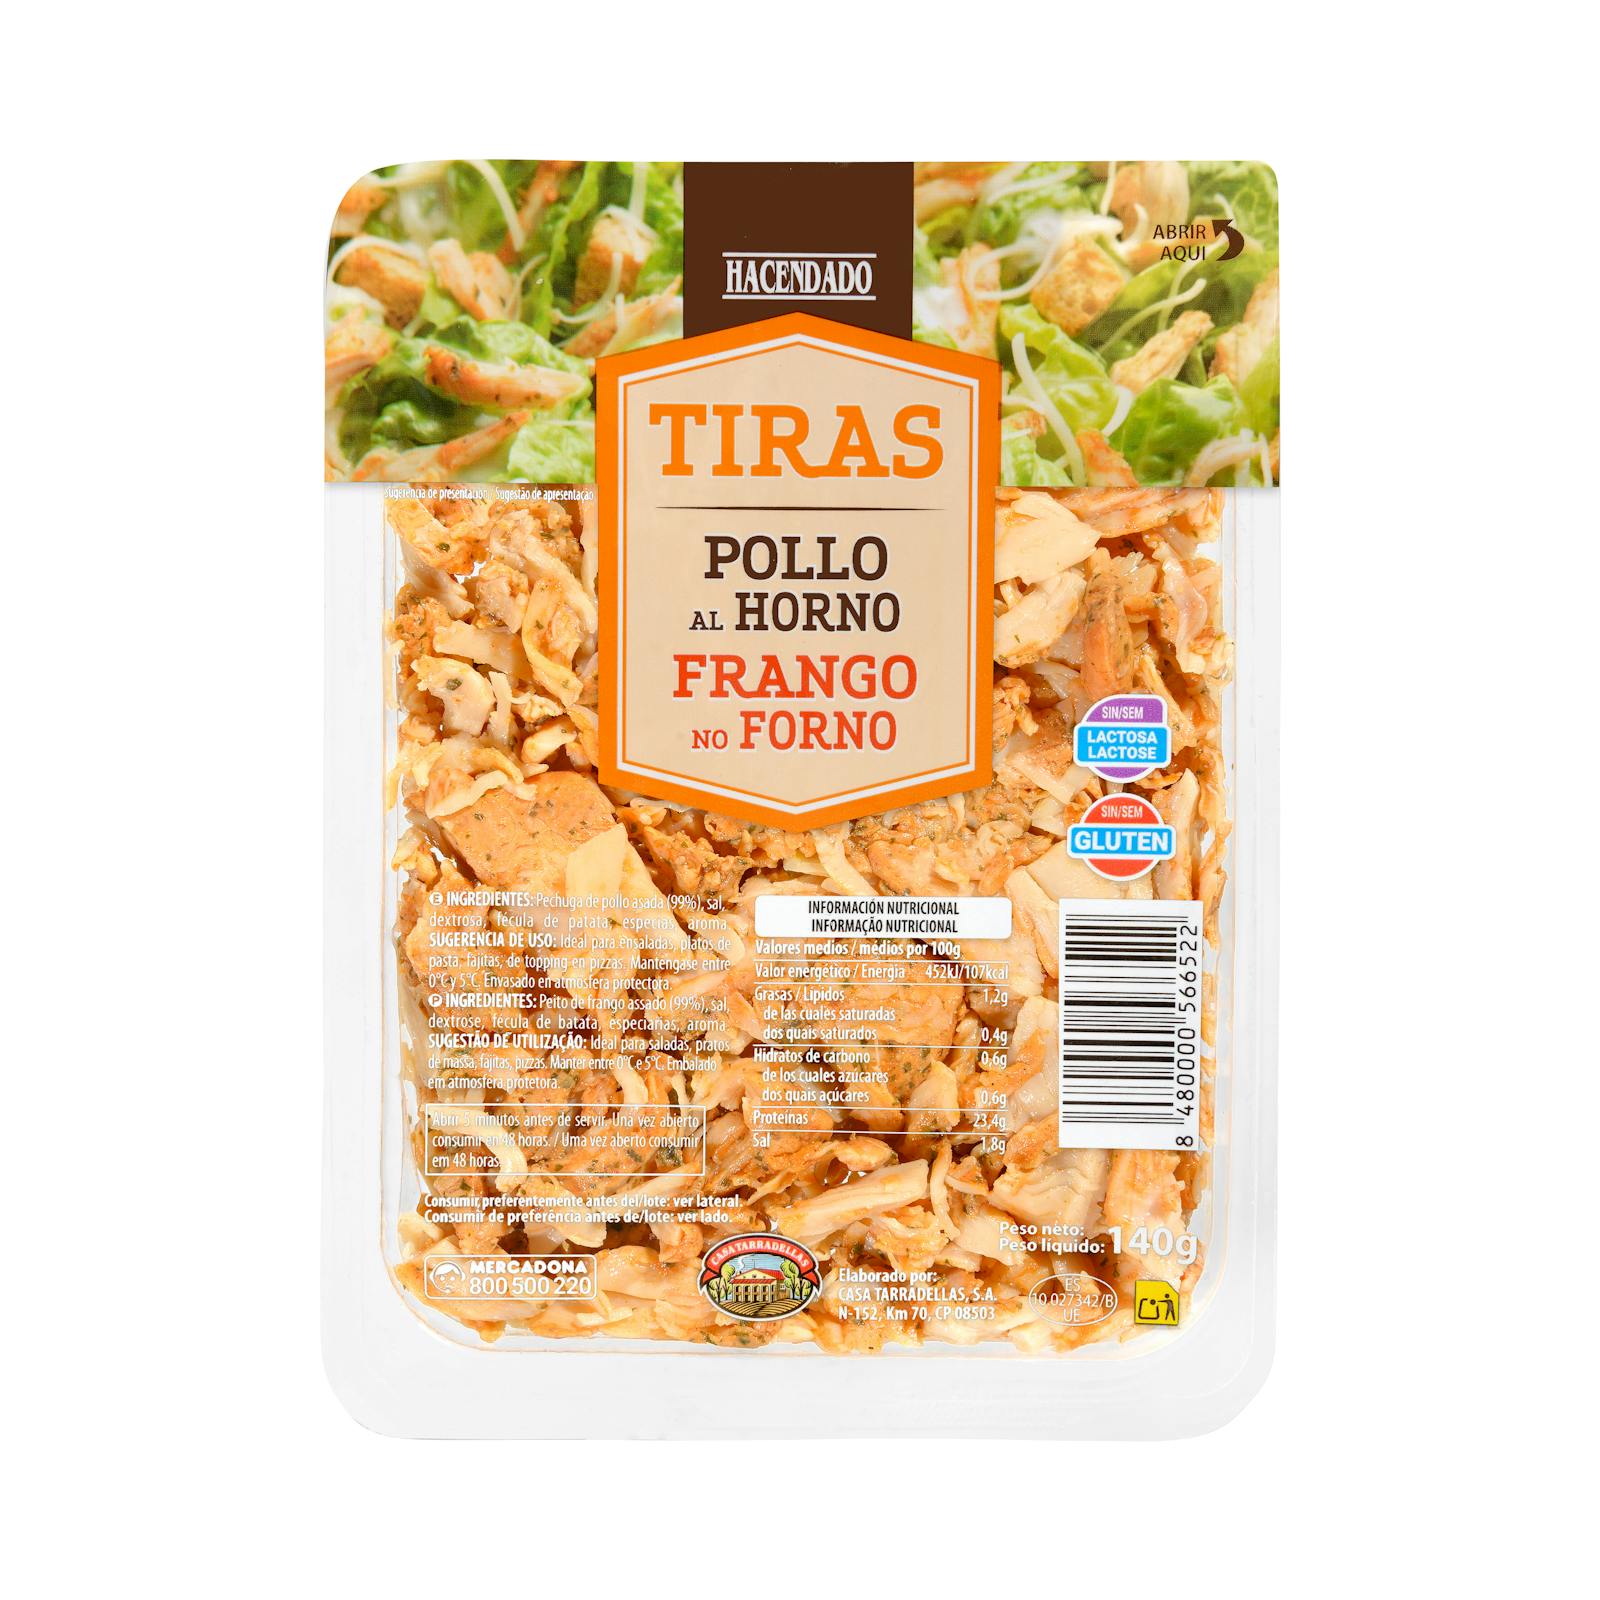 HACENDADO
ABRIR
AQUI
TIRAS
POLLO
AL HORNO
FRANGO
NO FORNO
Sugerencia de presentación / Sugestão de apresentação
SIN/SEM
LACTOSA
LACTOSE
SIN/SEM
GLUTEN
E INGREDIENTES: Pechuga de pollo asada (99%), sal,
dextrosa, fécula de patata, especias, aroma.
SUGERENCIA DE USO: Ideal para ensaladas, platos de
pasta, fajitas, de topping en pizzas. Manténgase entre
0°C y 5°C. Envasado en atmósfera protectora.
P INGREDIENTES: Peito de frango assado (99%), sal,
dextrose, fécula de batata, especiarias, aroma.
SUGESTÃO DE UTILIZAÇÃO: Ideal para saladas, pratos
de massa, fajitas, pizzas. Manter entre 0°C e 5°C. Embalado
em atmosfera protetora.
Abrir 5 minutos antes de servir. Una vez abierto
consumir en 48 horas. / Uma vez aberto consumir
em 48 horas.
Consumir preferentemente antes del/lote: ver lateral.
Consumir de preferência antes de/lote: ver lado.
MERCADONA
800 500 220
INFORMACIÓN NUTRICIONAL
INFORMAÇÃO NUTRICIONAL
Valores medios / médios por 100g
Valor energético / Energia 452kJ/107kcal
Grasas / Lípidos 1,2g
de las cuales saturadas
dos quais saturados 0,4g
Hidratos de carbono 0,6g
de los cuales azucares
dos quais açúcares 0,6g
Proteínas 23,4g
Sal 1,8g
8 480000 566522
Peso neto:
Peso líquido: 140g
CASA TARRADELLAS
Elaborado por:
CASA TARRADELLAS, S.A.
N-152, Km 70, CP 08503
ES
10.027342/B
UE